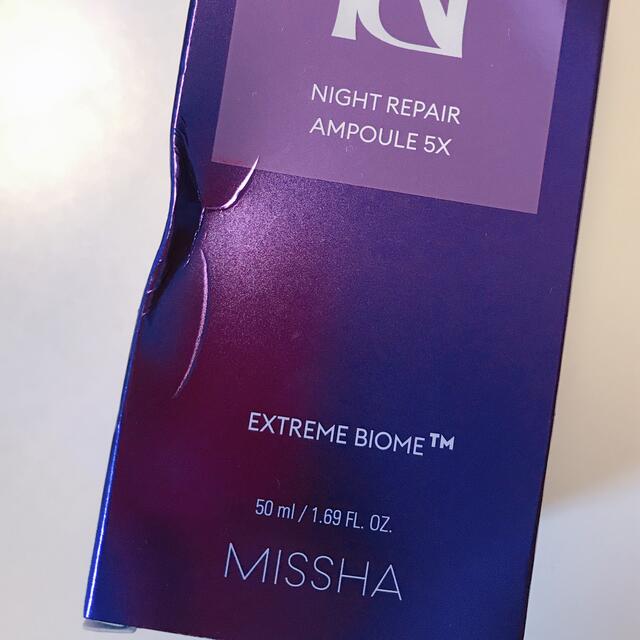 NIGHT REPAIR
AMPOULE 5X
EXTREME BIOME™
50 ml / 1.69 FL. OZ.
MISSHA